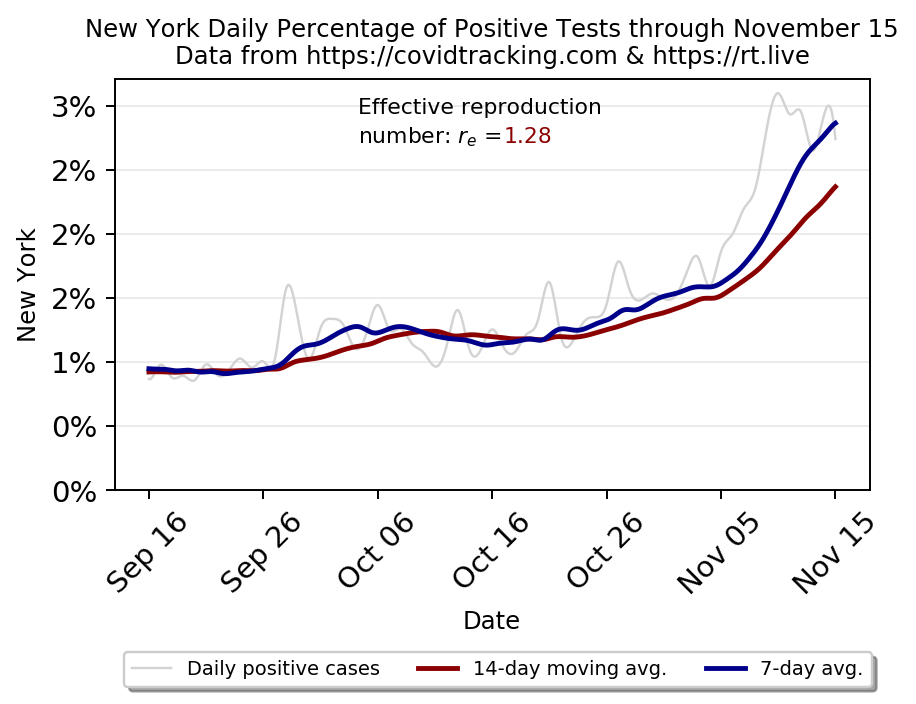 New York Daily Percentage of Positive Tests through November 15
Data from https://covidtracking.com & https://rt.live
Effective reproduction
number: rₑ =1.28
3%
2%
2%
2%
1%
0%
0%
New York
Sep 16
Sep 26
Oct 06
Oct 16
Oct 26
Nov 05
Nov 15
Date
Daily positive cases
14-day moving avg.
7-day avg.